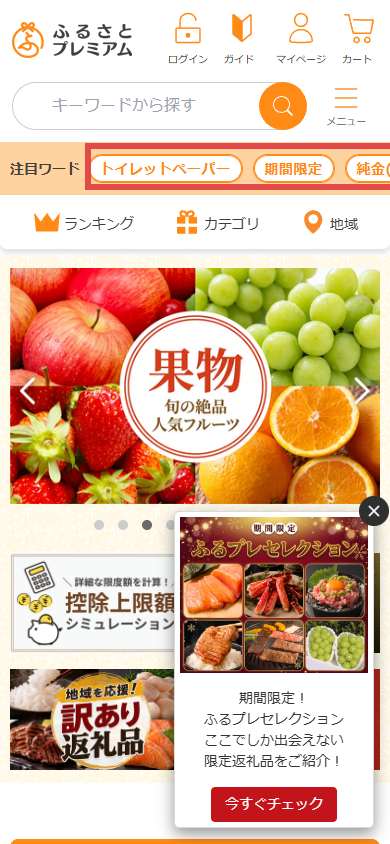 ふるさと
プレミアム
ログイン
ガイド
マイページ
カート
キーワードから探す
メニュー
注目ワード
トイレットペーパー
期間限定
純金(
ランキング
カテゴリ
地域
果物
旬の絶品
人気フルーツ
＼詳細な限度額を計算！
控除上限額
シミュレーション
地域を応援！
訳あり
返礼品
期間限定
ふるプレセレクション
期間限定！
ふるプレセレクション
ここでしか出会えない
限定返礼品をご紹介！
今すぐチェック